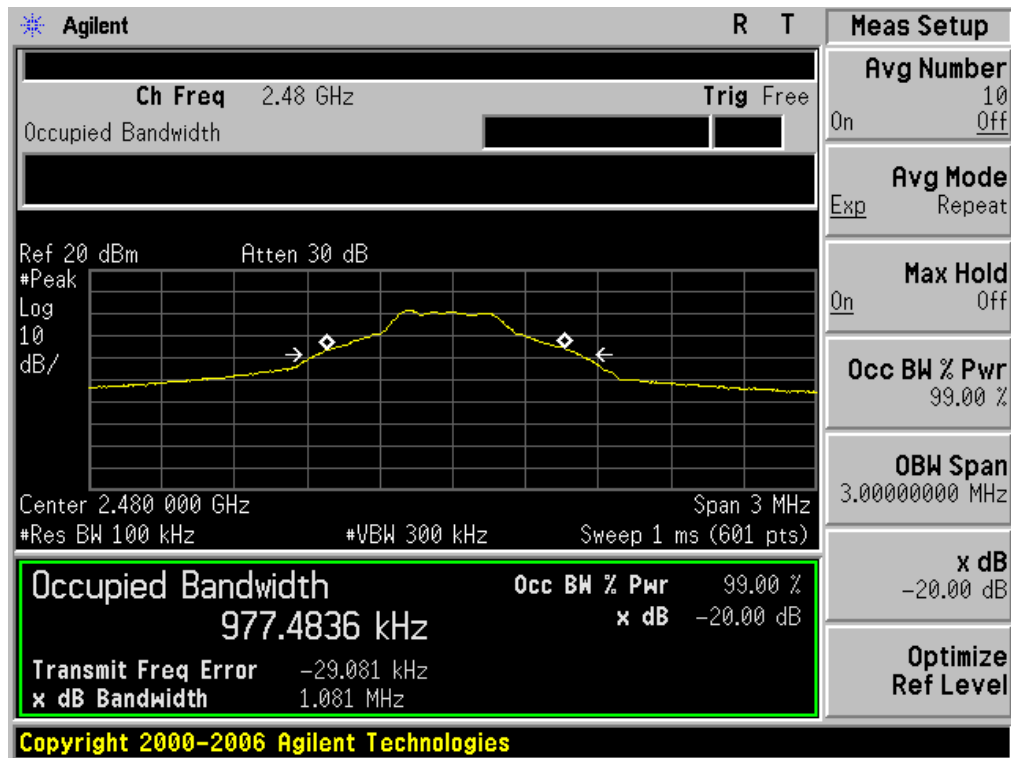 Agilent R T
Ch Freq 2.48 GHz Trig Free
Occupied Bandwidth
Ref 20 dBm Atten 30 dB
#Peak
Log
10
dB/
Center 2.480 000 GHz Span 3 MHz
#Res BW 100 kHz #VBW 300 kHz Sweep 1 ms (601 pts)
Occupied Bandwidth
977.4836 kHz
Occ BW % Pwr 99.00 %
x dB -20.00 dB
Transmit Freq Error -29.081 kHz
x dB Bandwidth 1.081 MHz
Copyright 2000-2006 Agilent Technologies
Meas Setup
Avg Number
10
On Off
Avg Mode
Exp Repeat
Max Hold
On Off
Occ BW % Pwr
99.00 %
OBW Span
3.00000000 MHz
x dB
-20.00 dB
Optimize
Ref Level